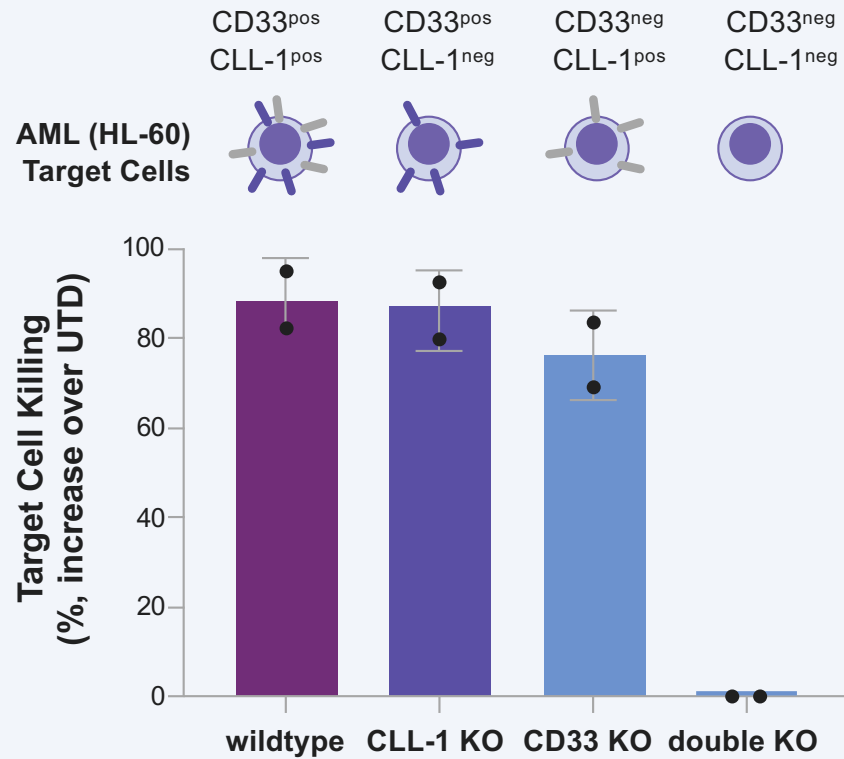 CD33pos CD33pos CD33neg CD33neg
CLL-1pos CLL-1neg CLL-1pos CLL-1neg
AML (HL-60)
Target Cells
Target Cell Killing
(%, increase over UTD)
100
80
60
40
20
0
wildtype CLL-1 KO CD33 KO double KO